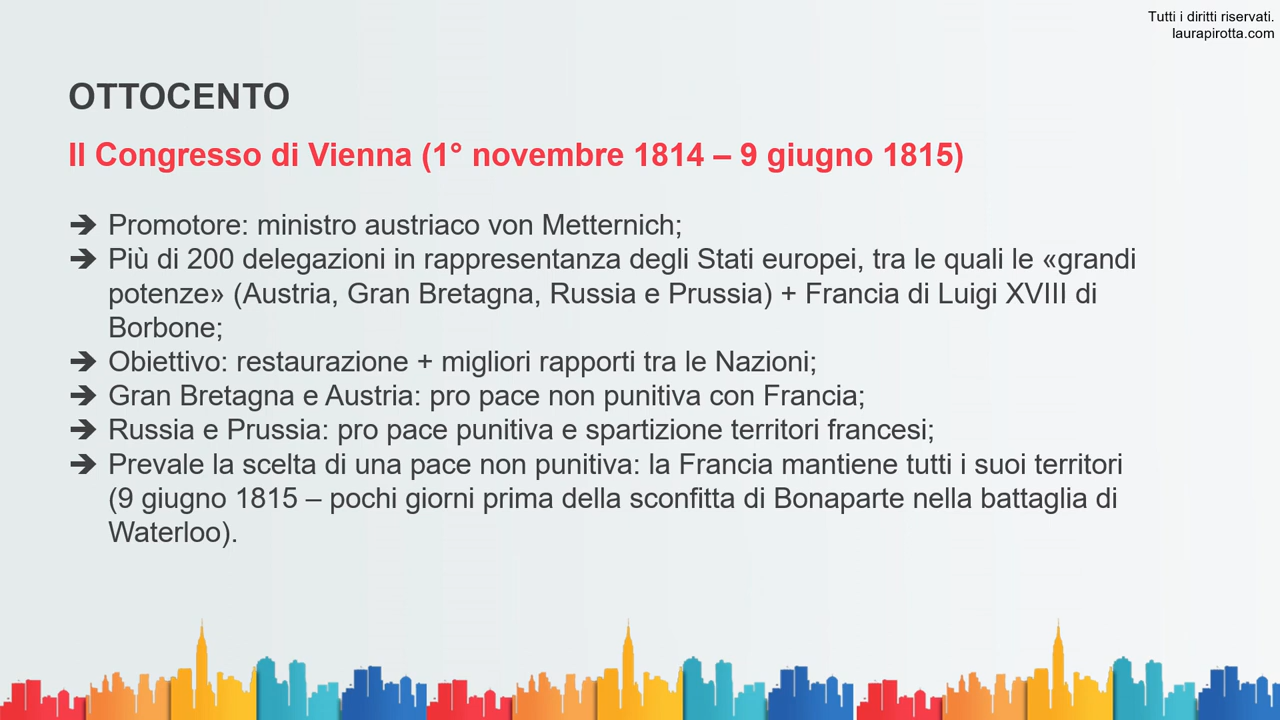 Tutti i diritti riservati.
laurapirotta.com
OTTOCENTO
Il Congresso di Vienna (1° novembre 1814 – 9 giugno 1815)
➔ Promotore: ministro austriaco von Metternich;
➔ Più di 200 delegazioni in rappresentanza degli Stati europei, tra le quali le «grandi
potenze» (Austria, Gran Bretagna, Russia e Prussia) + Francia di Luigi XVIII di
Borbone;
➔ Obiettivo: restaurazione + migliori rapporti tra le Nazioni;
➔ Gran Bretagna e Austria: pro pace non punitiva con Francia;
➔ Russia e Prussia: pro pace punitiva e spartizione territori francesi;
➔ Prevale la scelta di una pace non punitiva: la Francia mantiene tutti i suoi territori
(9 giugno 1815 – pochi giorni prima della sconfitta di Bonaparte nella battaglia di
Waterloo).